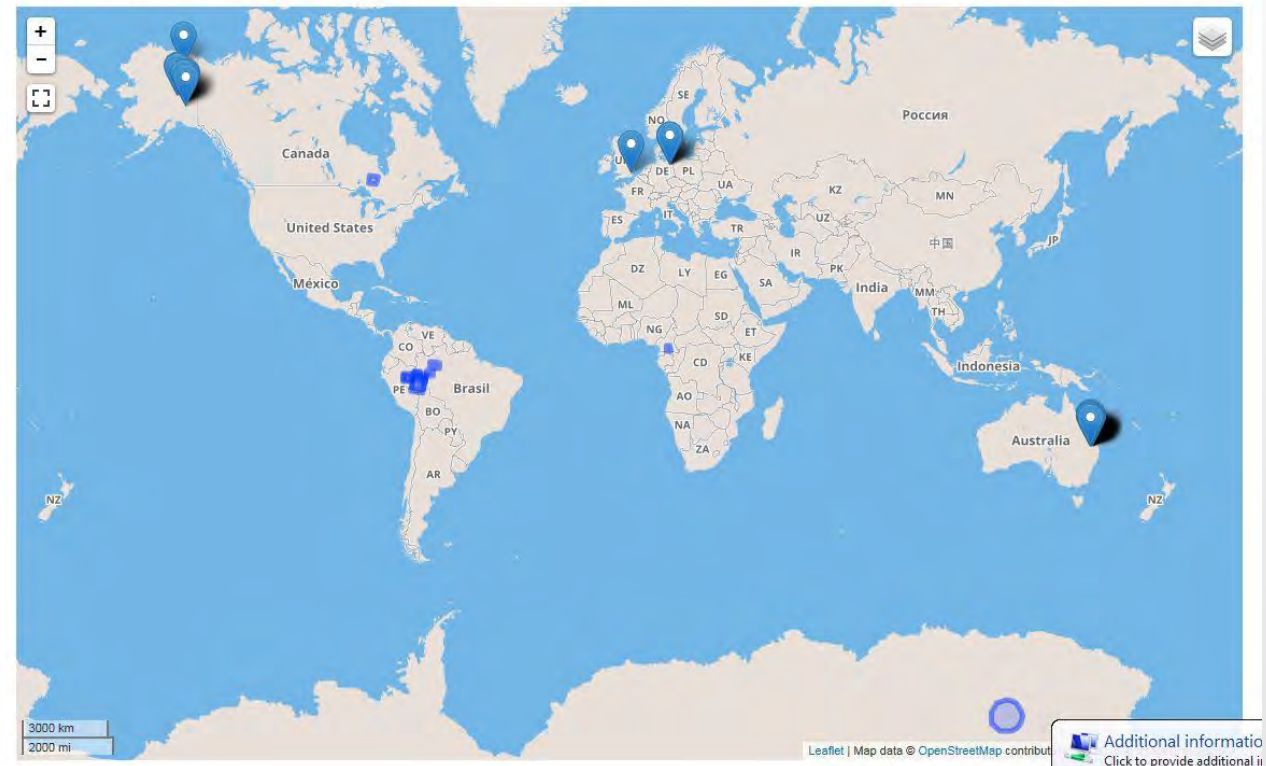 +
−
SE
NO
Россия
Canada
DE
PL
FR
UA
KZ
MN
United States
ES
IT
TR
UZ
中国
JP
IR
PK
México
DZ
LY
EG
SA
India
MM
ML
TH
NG
SD
ET
VE
CO
CD
KE
Indonesia
PE
Brasil
AO
BO
NA
PY
Australia
ZA
AR
NZ
NZ
3000 km
2000 mi
Leaflet | Map data © OpenStreetMap contribut
Additional informatio
Click to provide additional i